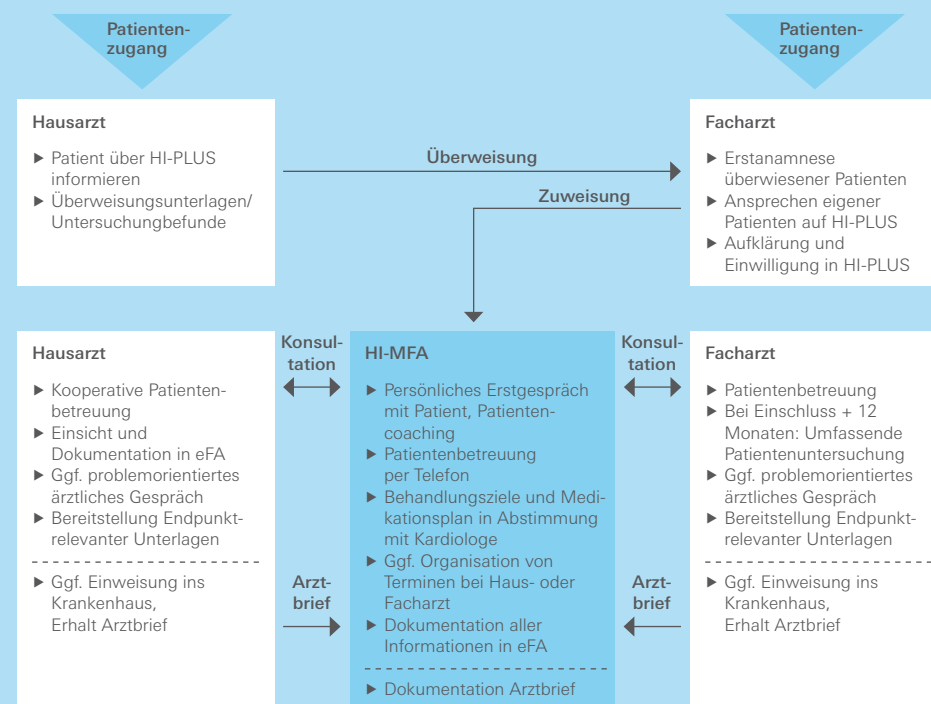 Patienten-
zugang
Patienten-
zugang
Hausarzt
▶ Patient über HI-PLUS
informieren
▶ Überweisungsunterlagen/
Untersuchungbefunde
Überweisung
Zuweisung
Facharzt
▶ Erstanamnese
überwiesener Patienten
▶ Ansprechen eigener
Patienten auf HI-PLUS
▶ Aufklärung und
Einwilligung in HI-PLUS
Hausarzt
▶ Kooperative Patienten-
betreuung
▶ Einsicht und
Dokumentation in eFA
▶ Ggf. problemorientiertes
ärztliches Gespräch
▶ Bereitstellung Endpunkt-
relevanter Unterlagen
▶ Ggf. Einweisung ins
Krankenhaus,
Erhalt Arztbrief
Konsul-
tation
Arzt-
brief
HI-MFA
▶ Persönliches Erstgespräch
mit Patient, Patienten-
coaching
▶ Patientenbetreuung
per Telefon
▶ Behandlungsziele und Medi-
kationsplan in Abstimmung
mit Kardiologe
▶ Ggf. Organisation von
Terminen bei Haus- oder
Facharzt
▶ Dokumentation aller
Informationen in eFA
▶ Dokumentation Arztbrief
Konsul-
tation
Arzt-
brief
Facharzt
▶ Patientenbetreuung
▶ Bei Einschluss + 12
Monaten: Umfassende
Patientenuntersuchung
▶ Ggf. problemorientiertes
ärztliches Gespräch
▶ Bereitstellung Endpunkt-
relevanter Unterlagen
▶ Ggf. Einweisung ins
Krankenhaus,
Erhalt Arztbrief